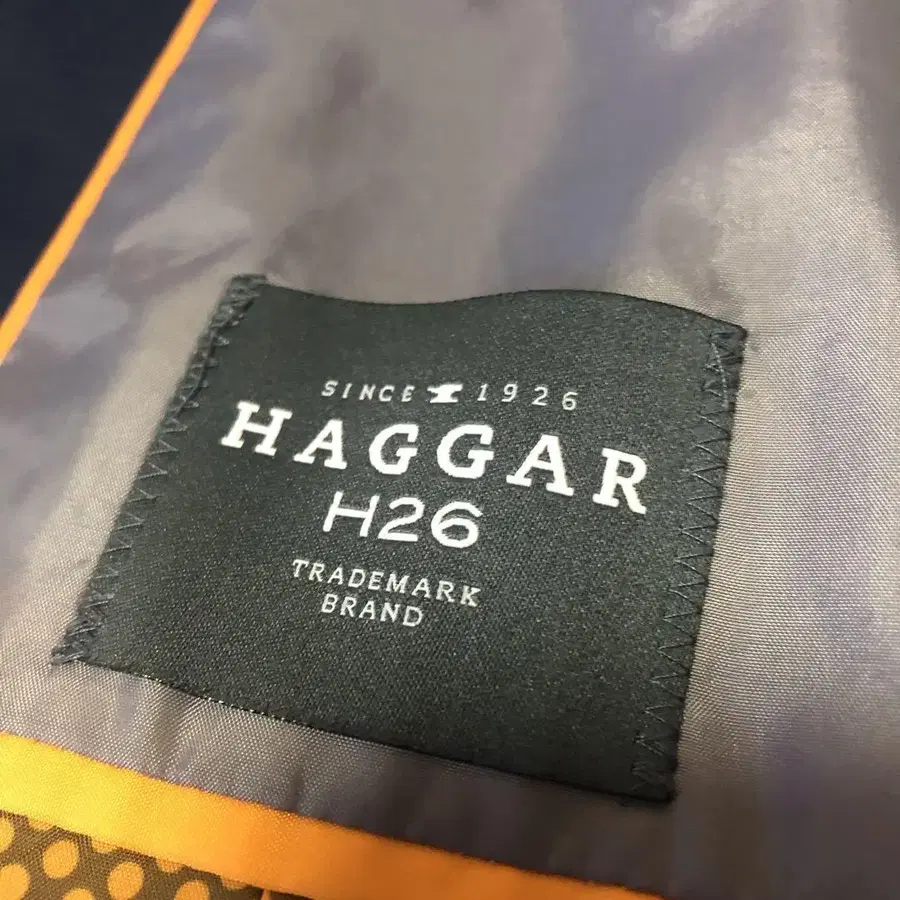 SINCE 1926
HAGGAR
H26
TRADEMARK
BRAND